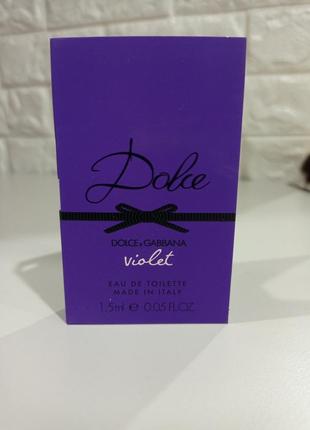 Dolce
DOLCE & GABBANA
violet
EAU DE TOILETTE
MADE IN ITALY
1.5ml e 0.05 FL.OZ.